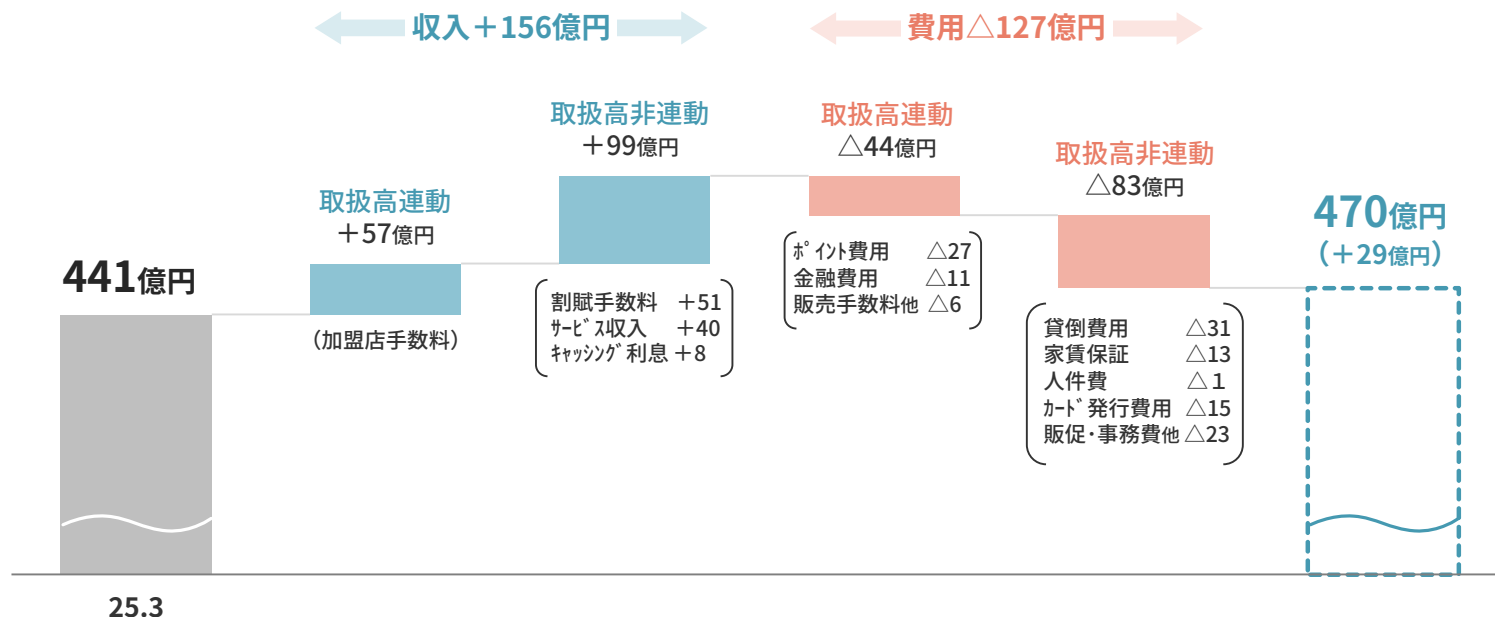 収入＋156億円
費用△127億円
取扱高非連動
＋99億円
取扱高連動
△44億円
取扱高非連動
△83億円
取扱高連動
＋57億円
470億円
（＋29億円）
441億円
（加盟店手数料）
割賦手数料 ＋51
ｻｰﾋﾞｽ収入 ＋40
ｷｬｯｼﾝｸﾞ利息＋8
ﾎﾟｲﾝﾄ費用 △27
金融費用 △11
販売手数料他 △6
貸倒費用 △31
家賃保証 △13
人件費 △１
ｶｰﾄﾞ発行費用 △15
販促･事務費他 △23
25.3